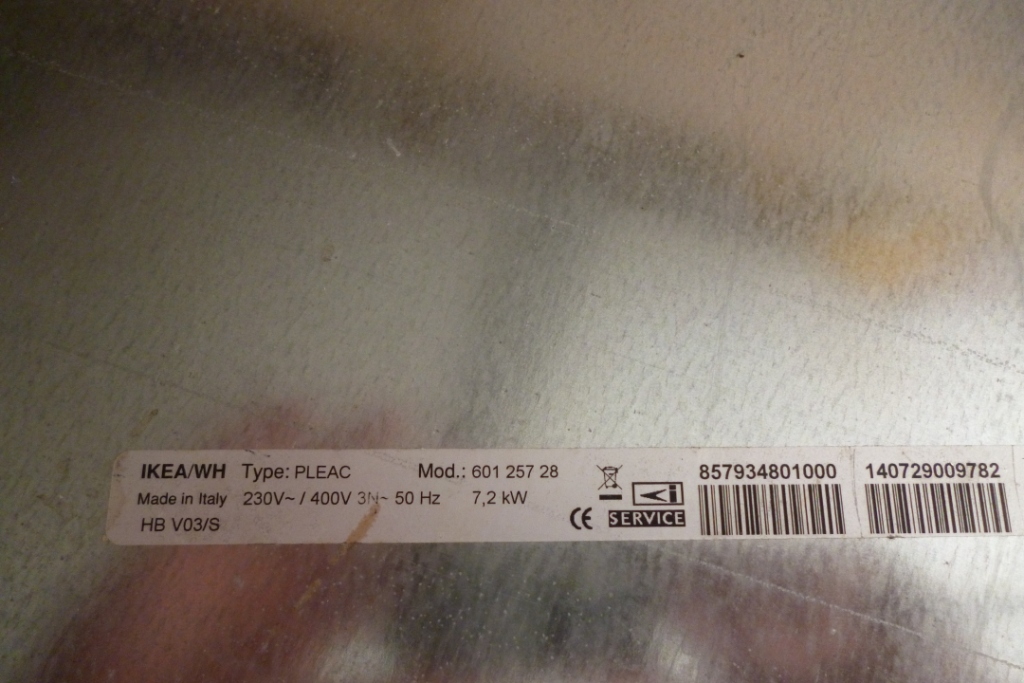 IKEA/WH Type: PLEAC Mod.: 601 257 28
Made in Italy 230V~ / 400V 3N~ 50 Hz 7,2 kW
HB V03/S
CE SERVICE
857934801000 140729009782